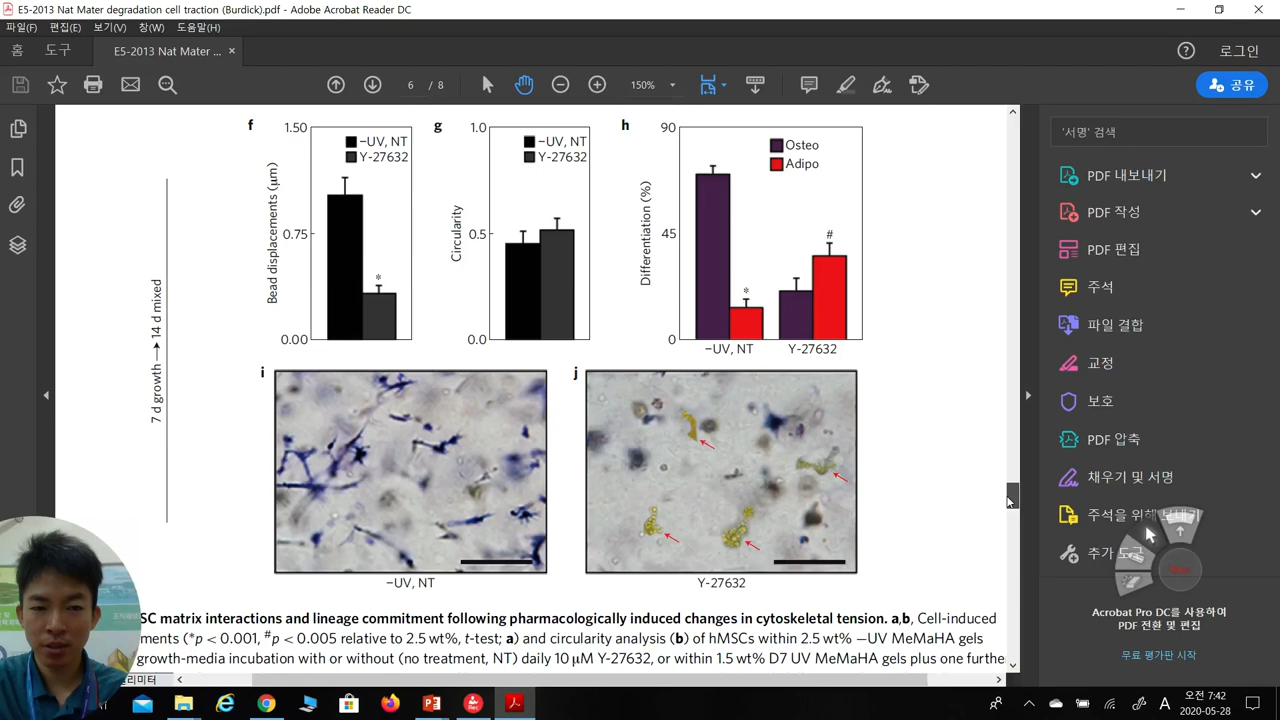 E5-2013 Nat Mater degradation cell traction (Burdick).pdf - Adobe Acrobat Reader DC
파일(F) 편집(E) 보기(V) 창(W) 도움말(H)
홈 도구 E5-2013 Nat Mater ... ×
로그인
6 / 8
150%
공유
f
1.50
0.75
0.00
Bead displacements (μm)
−UV, NT
Y-27632
*
g
1.0
0.5
0.0
Circularity
−UV, NT
Y-27632
h
90
45
0
Differentiation (%)
Osteo
Adipo
*
#
−UV, NT Y-27632
7 d growth → 14 d mixed
i
−UV, NT
j
Y-27632
SC matrix interactions and lineage commitment following pharmacologically induced changes in cytoskeletal tension. a,b, Cell-induced
ments (*p < 0.001, #p < 0.005 relative to 2.5 wt%, t-test; a) and circularity analysis (b) of hMSCs within 2.5 wt% −UV MeMaHA gels
growth-media incubation with or without (no treatment, NT) daily 10 μM Y-27632, or within 1.5 wt% D7 UV MeMaHA gels plus one furthe
'서명' 검색
PDF 내보내기
PDF 작성
PDF 편집
주석
파일 결합
교정
보호
PDF 압축
채우기 및 서명
주석을 위해 보내기
추가 도구
Acrobat Pro DC를 사용하여
PDF 전환 및 편집
무료 평가판 시작
A
오전 7:42
2020-05-28